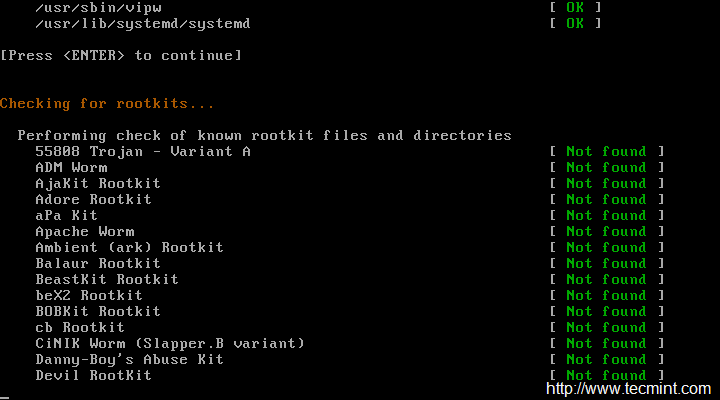 /usr/sbin/vipw [ OK ]
/usr/lib/systemd/systemd [ OK ]
[Press <ENTER> to continue]
Checking for rootkits...
Performing check of known rootkit files and directories
55808 Trojan - Variant A [ Not found ]
ADM Worm [ Not found ]
AjaKit Rootkit [ Not found ]
Adore Rootkit [ Not found ]
aPa Kit [ Not found ]
Apache Worm [ Not found ]
Ambient (ark) Rootkit [ Not found ]
Balaur Rootkit [ Not found ]
BeastKit Rootkit [ Not found ]
beX2 Rootkit [ Not found ]
BOBKit Rootkit [ Not found ]
cb Rootkit [ Not found ]
CiNIK Worm (Slapper.B variant) [ Not found ]
Danny-Boy's Abuse Kit [ Not found ]
Devil RootKit [ Not found ]
http://www.tecmint.com